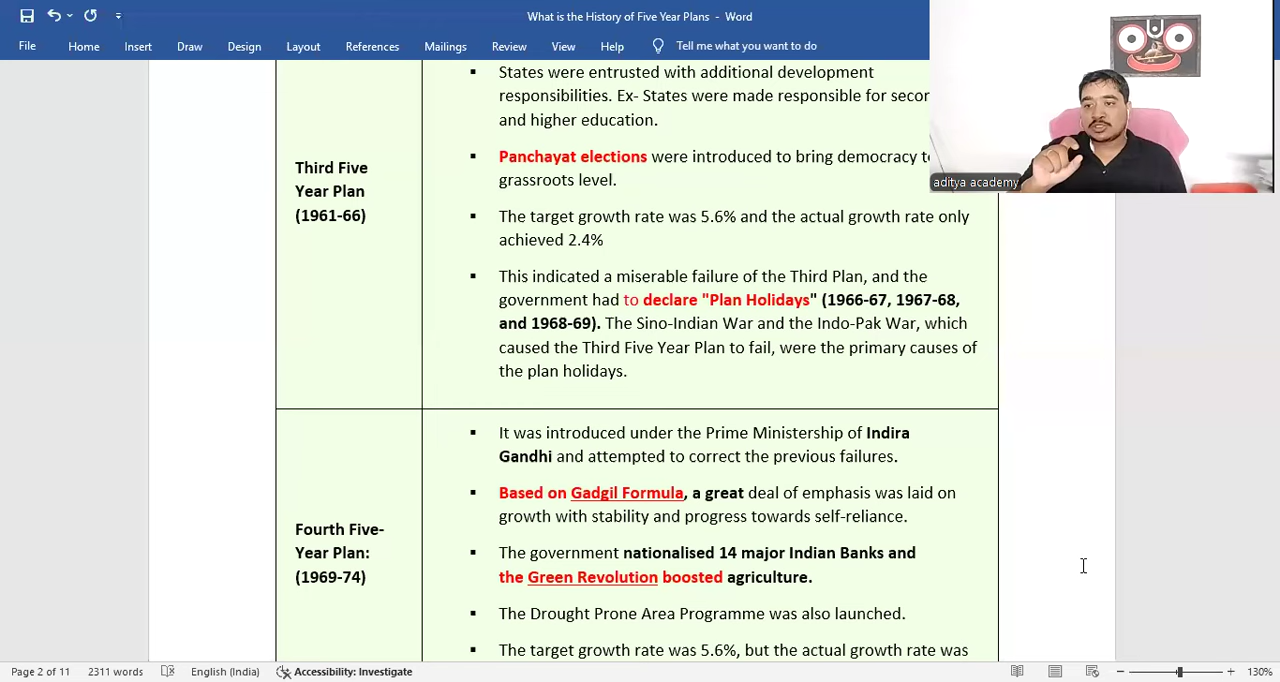 What is the History of Five Year Plans - Word
File Home Insert Draw Design Layout References Mailings Review View Help Tell me what you want to do
States were entrusted with additional development
responsibilities. Ex- States were made responsible for
and higher education.
Third Five
Year Plan
(1961-66)
Panchayat elections were introduced to bring democracy
grassroots level.
The target growth rate was 5.6% and the actual growth rate only
achieved 2.4%
This indicated a miserable failure of the Third Plan, and the
government had to declare "Plan Holidays" (1966-67, 1967-68,
and 1968-69). The Sino-Indian War and the Indo-Pak War, which
caused the Third Five Year Plan to fail, were the primary causes of
the plan holidays.
aditya academy
Fourth Five-
Year Plan:
(1969-74)
It was introduced under the Prime Ministership of Indira
Gandhi and attempted to correct the previous failures.
Based on Gadgil Formula, a great deal of emphasis was laid on
growth with stability and progress towards self-reliance.
The government nationalised 14 major Indian Banks and
the Green Revolution boosted agriculture.
The Drought Prone Area Programme was also launched.
The target growth rate was 5.6%, but the actual growth rate was
Page 2 of 11 2311 words English (India) Accessibility: Investigate 130%